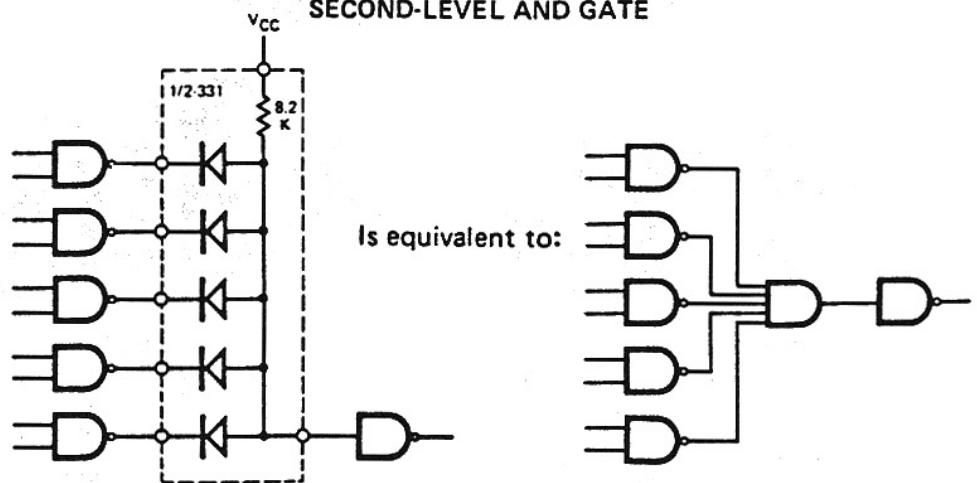 SECOND-LEVEL AND GATE
VCC
1/2-331
8.2
K
Is equivalent to: